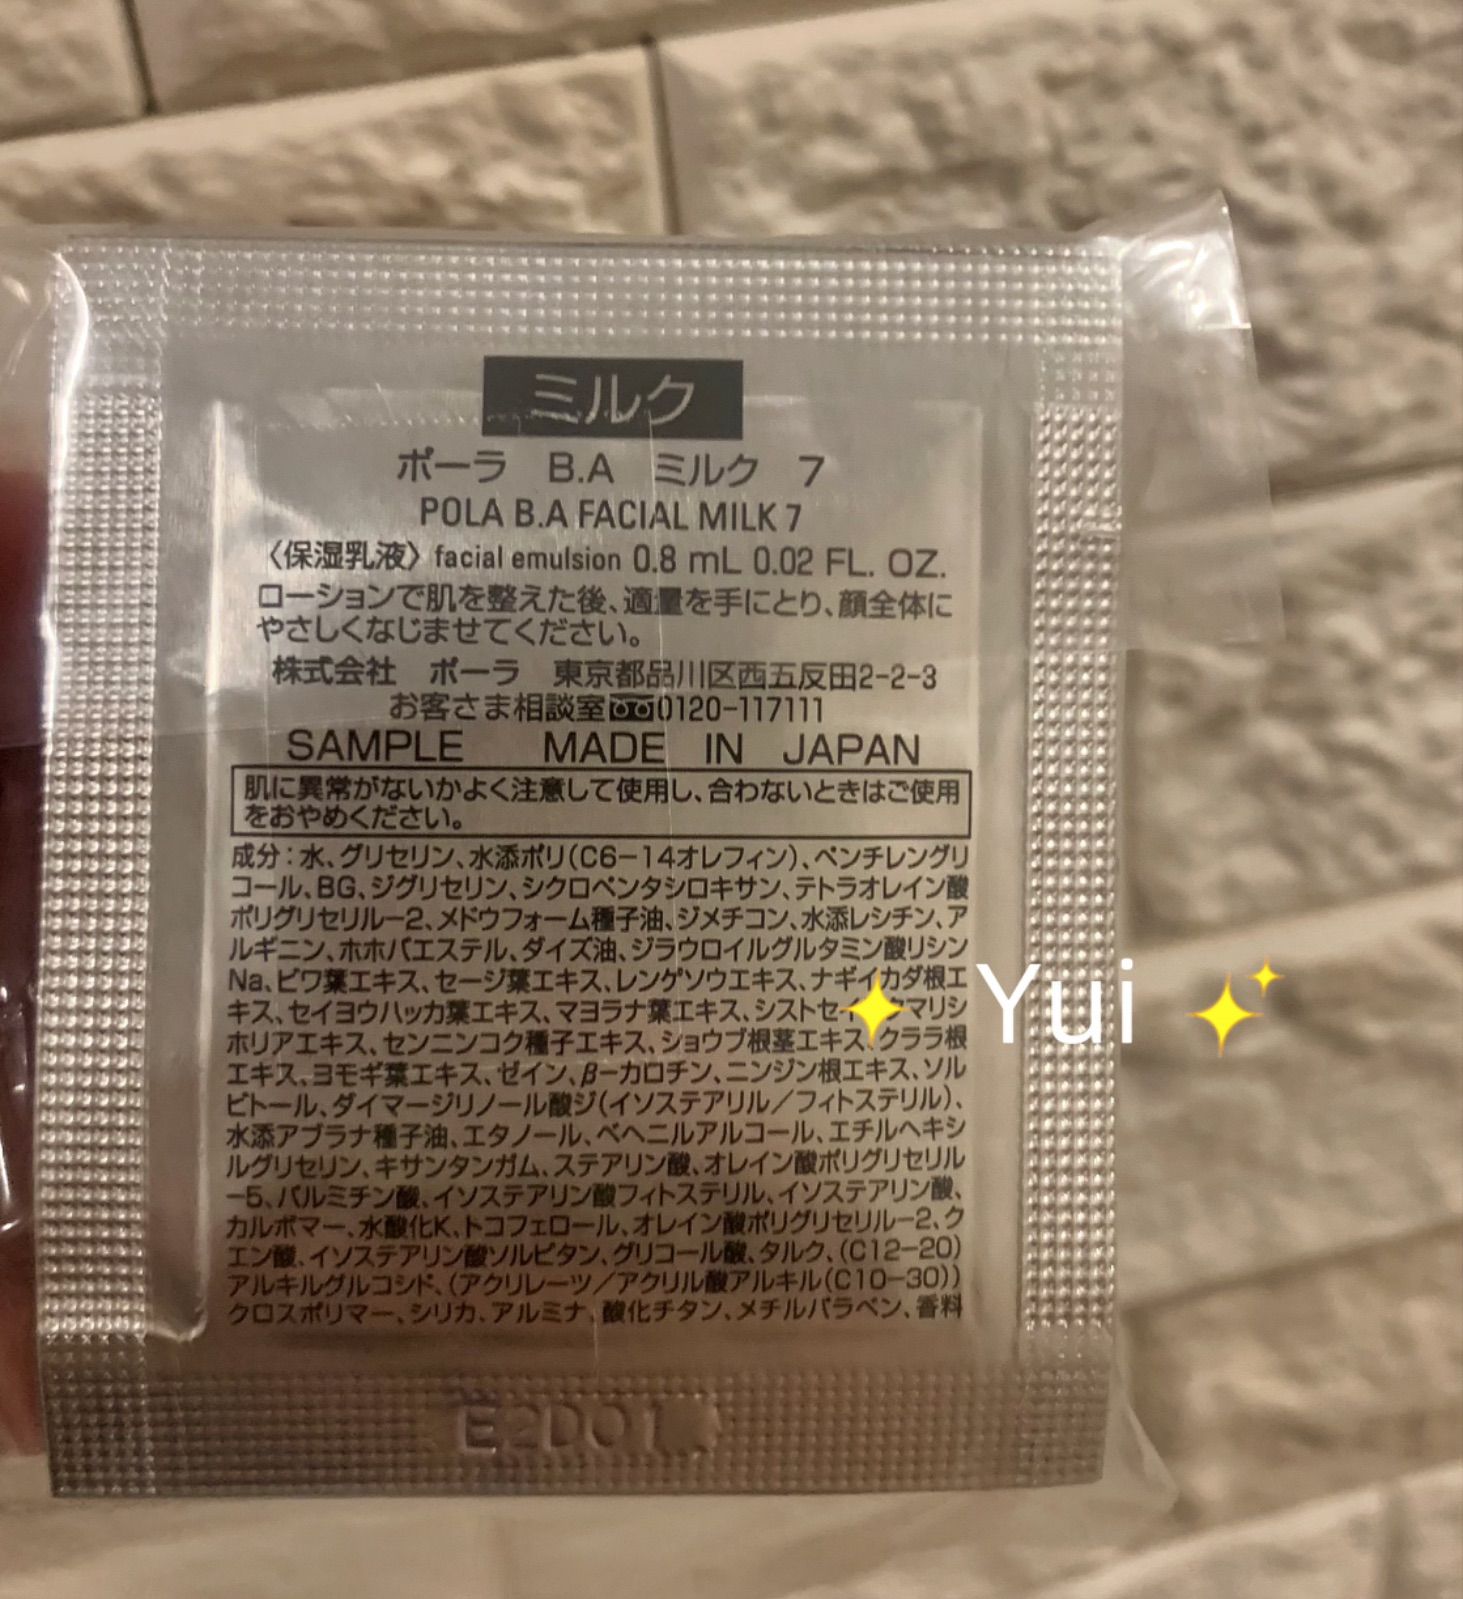 ミルク
ポーラ B.A ミルク 7
POLA B.A FACIAL MILK 7
〈保湿乳液〉 facial emulsion 0.8 mL 0.02 FL. OZ.
ローションで肌を整えた後、適量を手にとり、顔全体に
やさしくなじませてください。
株式会社 ポーラ 東京都品川区西五反田2-2-3
お客さま相談室 0120-117111
SAMPLE MADE IN JAPAN
肌に異常がないかよく注意して使用し、合わないときはご使用
をおやめください。
成分：水、グリセリン、水添ポリ(C6-14オレフィン)、ペンチレングリ
コール、BG、ジグリセリン、シクロペンタシロキサン、テトラオレイン酸
ポリグリセリル-2、メドウフォーム種子油、ジメチコン、水添レシチン、ア
ルギニン、ホホバエステル、ダイズ油、ジラウロイルグルタミン酸リシン
Na、ビワ葉エキス、セージ葉エキス、レンゲソウエキス、ナギイカダ根エ
キス、セイヨウハッカ葉エキス、マヨラナ葉エキス、シストセイ マリシ
ホリアエキス、センニンコク種子エキス、ショウブ根茎エキス、クララ根
エキス、ヨモギ葉エキス、ゼイン、β-カロチン、ニンジン根エキス、ソル
ビトール、ダイマージリノール酸ジ(イソステアリル／フィトステリル)、
水添アブラナ種子油、エタノール、ベヘニルアルコール、エチルヘキシ
ルグリセリン、キサンタンガム、ステアリン酸、オレイン酸ポリグリセリル
-5、パルミチン酸、イソステアリン酸フィトステリル、イソステアリン酸、
カルボマー、水酸化K、トコフェロール、オレイン酸ポリグリセリル-2、ク
エン酸、イソステアリン酸ソルビタン、グリコール酸、タルク、(C12-20)
アルキルグルコシド、(アクリレーツ／アクリル酸アルキル(C10-30))
クロスポリマー、シリカ、アルミナ、酸化チタン、メチルパラベン、香料
E2D01
Yui